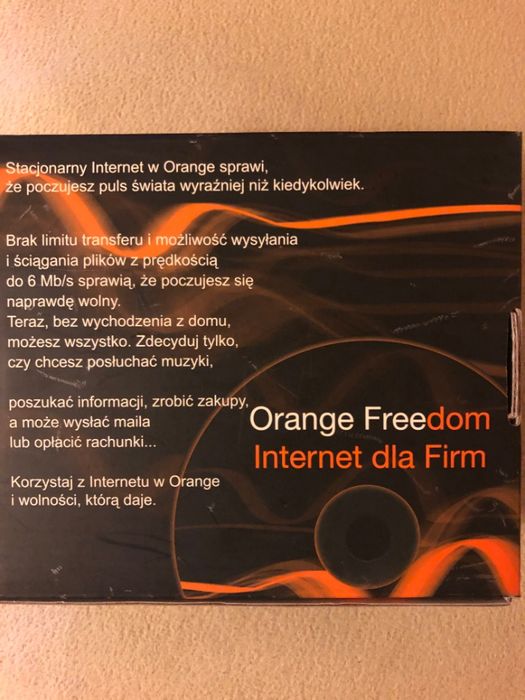 Stacjonarny Internet w Orange sprawi,
że poczujesz puls świata wyraźniej niż kiedykolwiek.
Brak limitu transferu i możliwość wysyłania
i ściągania plików z prędkością
do 6 Mb/s sprawią, że poczujesz się
naprawdę wolny.
Teraz, bez wychodzenia z domu,
możesz wszystko. Zdecyduj tylko,
czy chcesz posłuchać muzyki,
poszukać informacji, zrobić zakupy,
a może wysłać maila
lub opłacić rachunki...
Korzystaj z Internetu w Orange
i wolności, którą daje.
Orange Freedom
Internet dla Firm